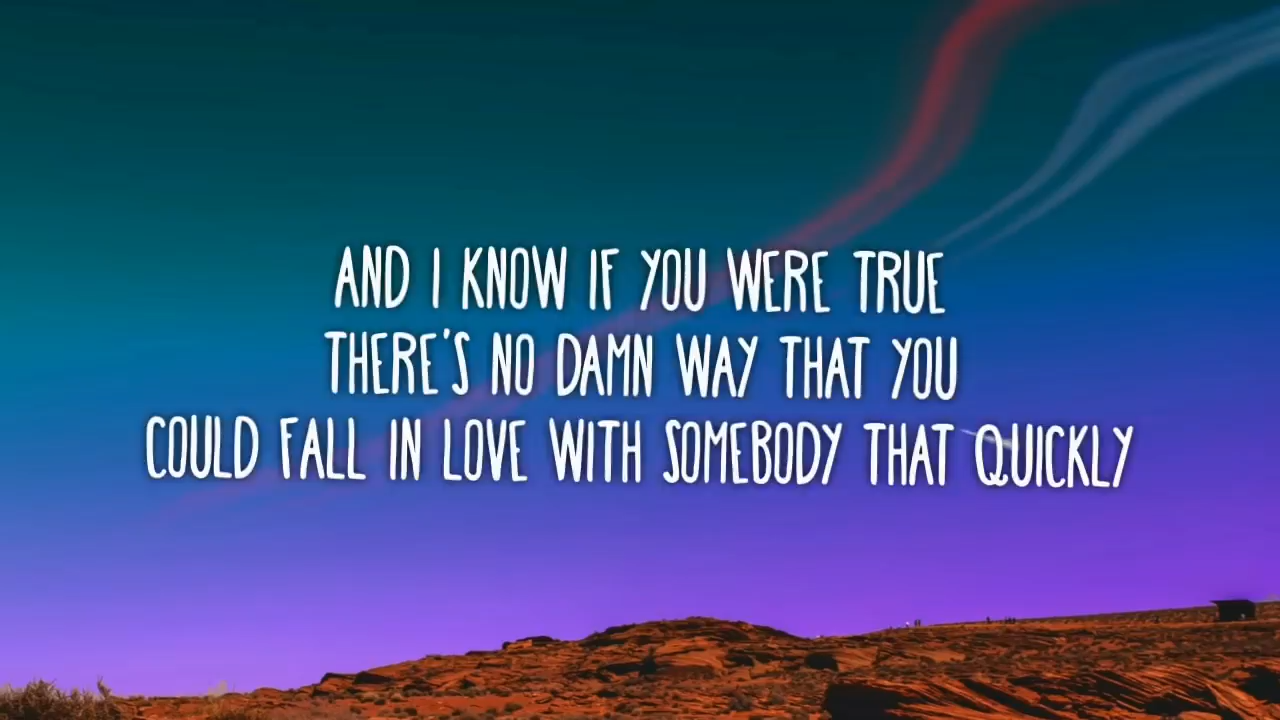 AND I KNOW IF YOU WERE TRUE
THERE'S NO DAMN WAY THAT YOU
COULD FALL IN LOVE WITH SOMEBODY THAT QUICKLY